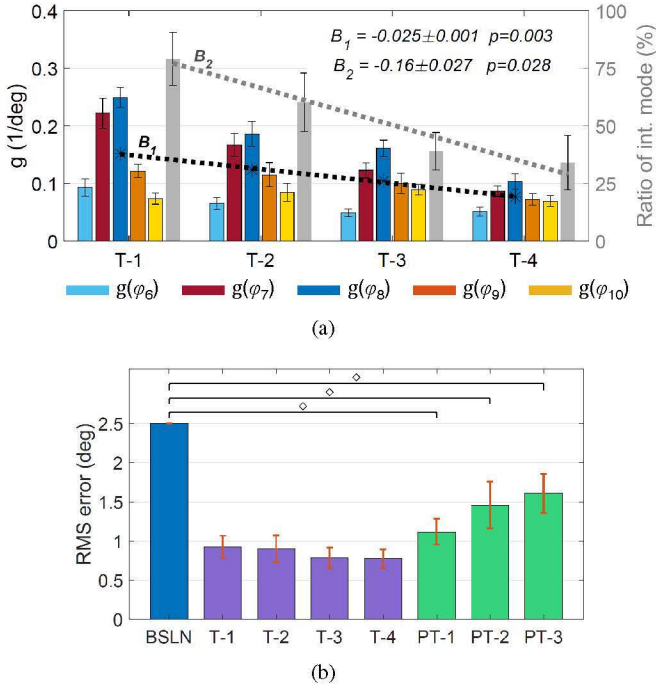 0.4
0.3
0.2
0.1
0
g (1/deg)
B1 = -0.025±0.001 p=0.003
B2 = -0.16±0.027 p=0.028
B2
B1
100
75
50
25
0
Ratio of int. mode (%)
T-1 T-2 T-3 T-4
g(φ6) g(φ7) g(φ8) g(φ9) g(φ10)
(a)
2.5
2
1.5
1
0.5
0
RMS error (deg)
BSLN T-1 T-2 T-3 T-4 PT-1 PT-2 PT-3
(b)